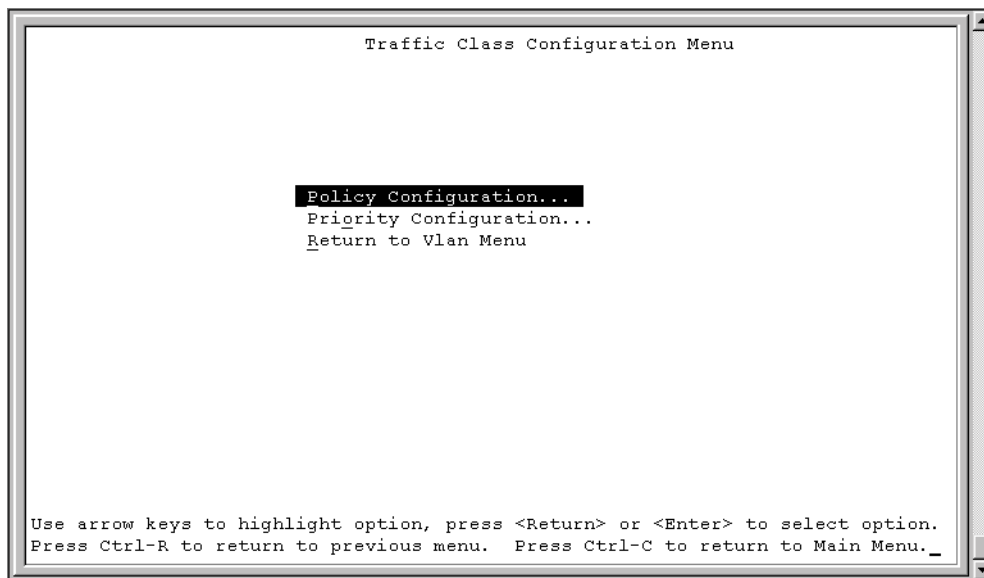 Traffic Class Configuration Menu
Policy Configuration...
Priority Configuration...
Return to Vlan Menu
Use arrow keys to highlight option, press <Return> or <Enter> to select option.
Press Ctrl-R to return to previous menu.  Press Ctrl-C to return to Main Menu._